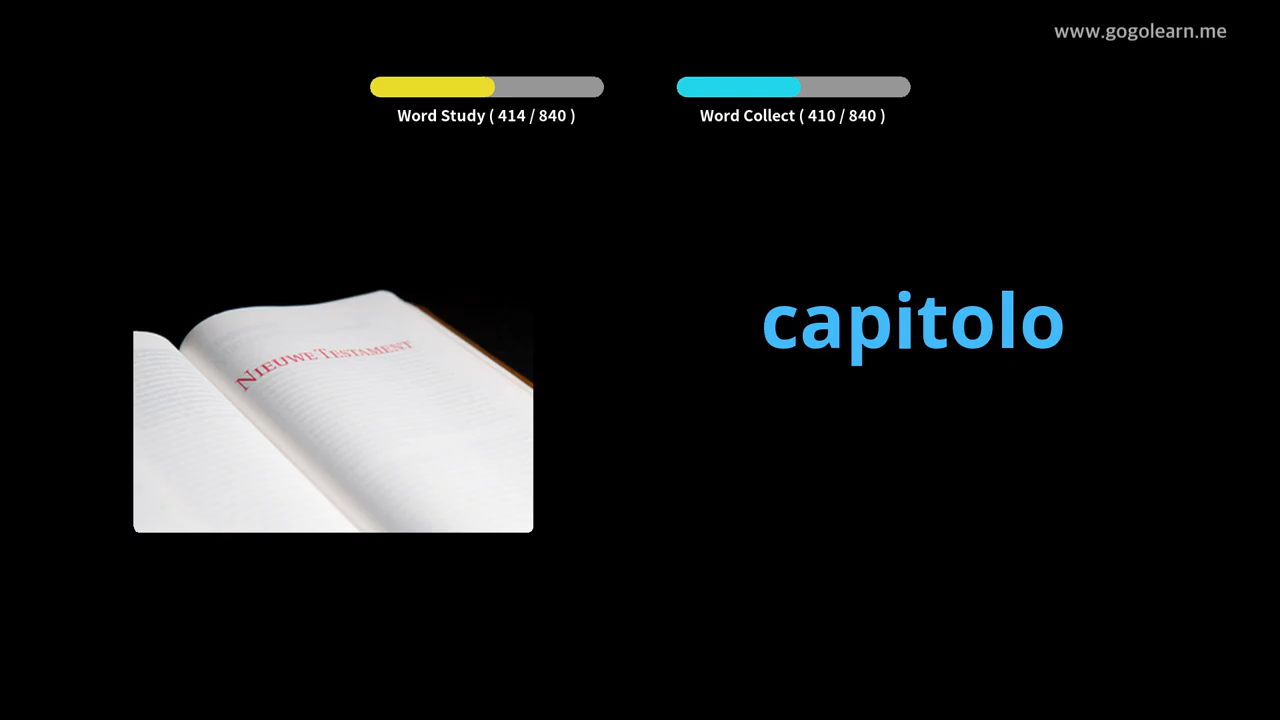 www.gogolearn.me
Word Study ( 414 / 840 )
Word Collect ( 410 / 840 )
NIEUWE TESTAMENT
capitolo